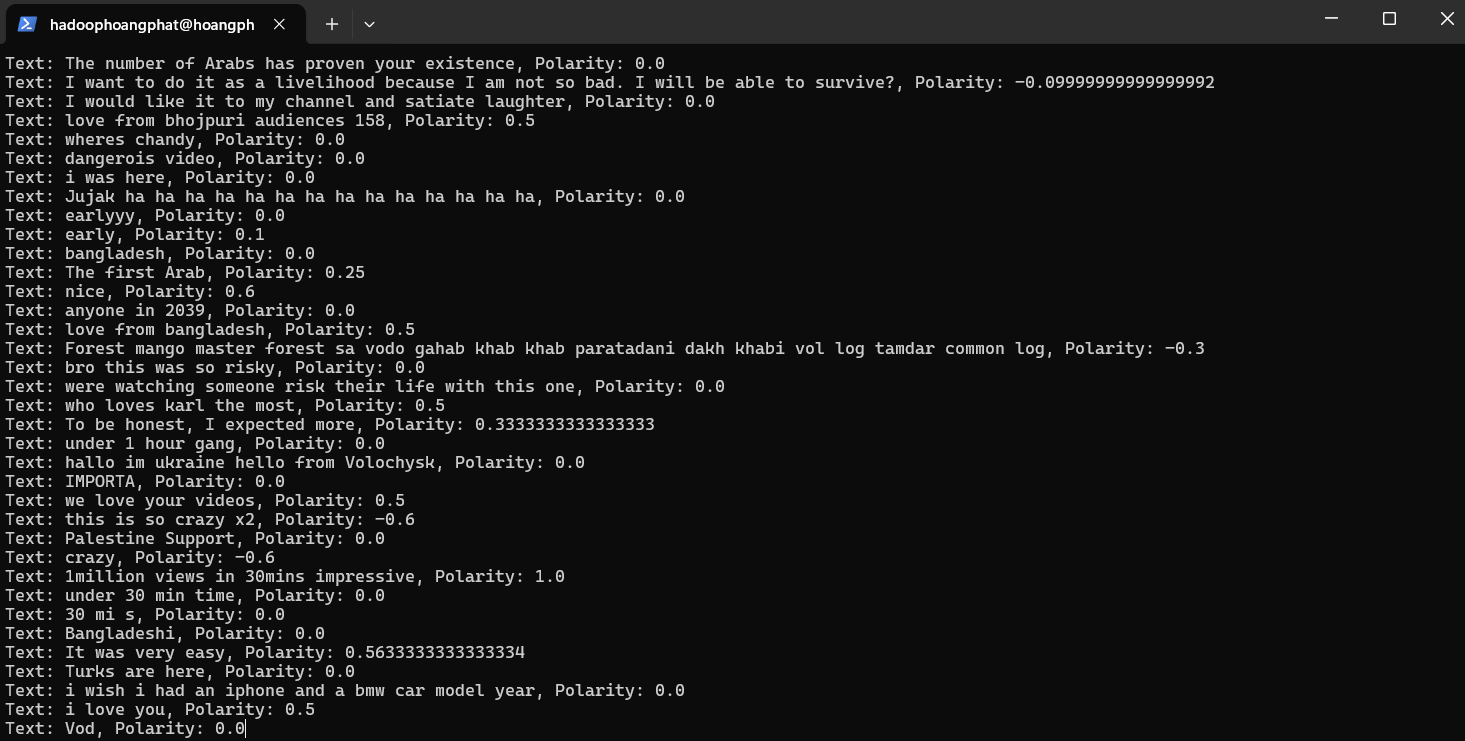 hadoophoangphat@hoangph
Text: The number of Arabs has proven your existence, Polarity: 0.0
Text: I want to do it as a livelihood because I am not so bad. I will be able to survive?, Polarity: -0.09999999999999992
Text: I would like it to my channel and satiate laughter, Polarity: 0.0
Text: love from bhojpuri audiences 158, Polarity: 0.5
Text: wheres chandy, Polarity: 0.0
Text: dangerois video, Polarity: 0.0
Text: i was here, Polarity: 0.0
Text: Jujak ha ha ha ha ha ha ha ha ha ha ha ha ha ha, Polarity: 0.0
Text: earlyyy, Polarity: 0.0
Text: early, Polarity: 0.1
Text: bangladesh, Polarity: 0.0
Text: The first Arab, Polarity: 0.25
Text: nice, Polarity: 0.6
Text: anyone in 2039, Polarity: 0.0
Text: love from bangladesh, Polarity: 0.5
Text: Forest mango master forest sa vodo gahab khab khab paratadani dakh khabi vol log tamdar common log, Polarity: -0.3
Text: bro this was so risky, Polarity: 0.0
Text: were watching someone risk their life with this one, Polarity: 0.0
Text: who loves karl the most, Polarity: 0.5
Text: To be honest, I expected more, Polarity: 0.3333333333333333
Text: under 1 hour gang, Polarity: 0.0
Text: hallo im ukraine hello from Volochysk, Polarity: 0.0
Text: IMPORTA, Polarity: 0.0
Text: we love your videos, Polarity: 0.5
Text: this is so crazy x2, Polarity: -0.6
Text: Palestine Support, Polarity: 0.0
Text: crazy, Polarity: -0.6
Text: 1million views in 30mins impressive, Polarity: 1.0
Text: under 30 min time, Polarity: 0.0
Text: 30 mi s, Polarity: 0.0
Text: Bangladeshi, Polarity: 0.0
Text: It was very easy, Polarity: 0.5633333333333334
Text: Turks are here, Polarity: 0.0
Text: i wish i had an iphone and a bmw car model year, Polarity: 0.0
Text: i love you, Polarity: 0.5
Text: Vod, Polarity: 0.0